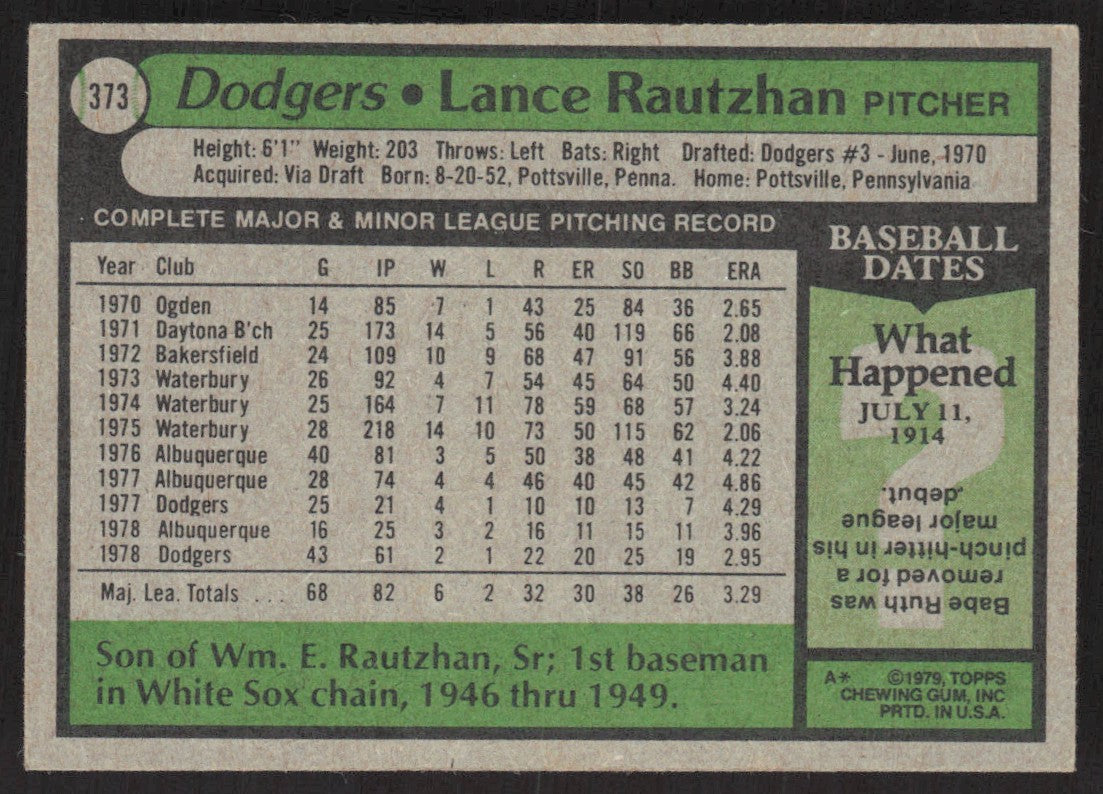 373
Dodgers • Lance Rautzhan PITCHER
Height: 6'1" Weight: 203 Throws: Left Bats: Right Drafted: Dodgers #3 - June, 1970
Acquired: Via Draft Born: 8-20-52, Pottsville, Penna. Home: Pottsville, Pennsylvania
COMPLETE MAJOR & MINOR LEAGUE PITCHING RECORD
Year Club G IP W L R ER SO BB ERA
1970 Ogden 14 85 7 1 43 25 84 36 2.65
1971 Daytona B'ch 25 173 14 5 56 40 119 66 2.08
1972 Bakersfield 24 109 10 9 68 47 91 56 3.88
1973 Waterbury 26 92 4 7 54 45 64 50 4.40
1974 Waterbury 25 164 7 11 78 59 68 57 3.24
1975 Waterbury 28 218 14 10 73 50 115 62 2.06
1976 Albuquerque 40 81 3 5 50 38 48 41 4.22
1977 Albuquerque 28 74 4 4 46 40 45 42 4.86
1977 Dodgers 25 21 4 1 10 10 13 7 4.29
1978 Albuquerque 16 25 3 2 16 11 15 11 3.96
1978 Dodgers 43 61 2 1 22 20 25 19 2.95
Maj. Lea. Totals ... 68 82 6 2 32 30 38 26 3.29
Son of Wm. E. Rautzhan, Sr; 1st baseman
in White Sox chain, 1946 thru 1949.
BASEBALL
DATES
What
Happened
JULY 11,
1914
?
Babe Ruth was
removed for a
pinch-hitter in his
major league
debut.
A* ©1979, TOPPS
CHEWING GUM, INC
PRTD. IN U.S.A.